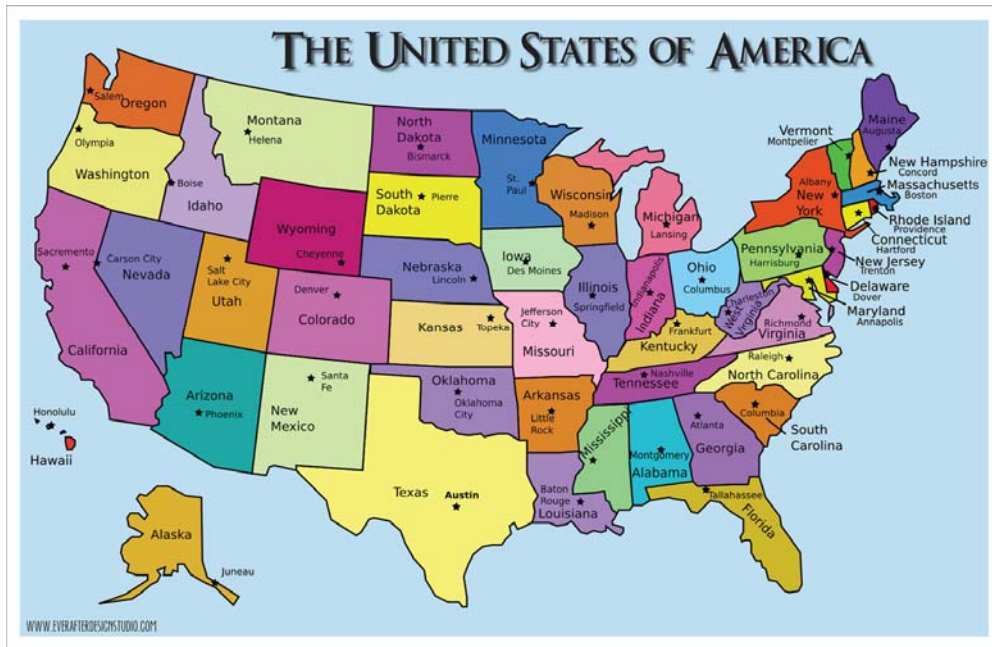 THE UNITED STATES OF AMERICA
Salem
Oregon
Olympia
Washington
Montana
Helena
Boise
Idaho
North
Dakota
Bismarck
Minnesota
St.
Paul
South
Dakota
Pierre
Wyoming
Cheyenne
Wisconsin
Madison
Michigan
Lansing
Maine
Augusta
Vermont
Montpelier
New Hampshire
Concord
Albany
New
York
Massachusetts
Boston
Rhode Island
Providence
Connecticut
Hartford
New Jersey
Trenton
Pennsylvania
Harrisburg
Delaware
Dover
Maryland
Annapolis
Sacremento
California
Carson City
Nevada
Salt
Lake City
Utah
Denver
Colorado
Nebraska
Lincoln
Iowa
Des Moines
Kansas
Topeka
Jefferson
City
Missouri
Illinois
Springfield
Indianapolis
Indiana
Ohio
Columbus
Charleston
West
Virginia
Richmond
Virginia
Frankfurt
Kentucky
Nashville
Tennessee
Raleigh
North Carolina
Columbia
South
Carolina
Arizona
Phoenix
Santa
Fe
New
Mexico
Oklahoma
Oklahoma
City
Arkansas
Little
Rock
Mississippi
Montgomery
Alabama
Atlanta
Georgia
Texas
Austin
Baton
Rouge
Louisiana
Tallahassee
Florida
Honolulu
Hawaii
Alaska
Juneau
WWW.EVERAFTERDESIGNSTUDIO.COM